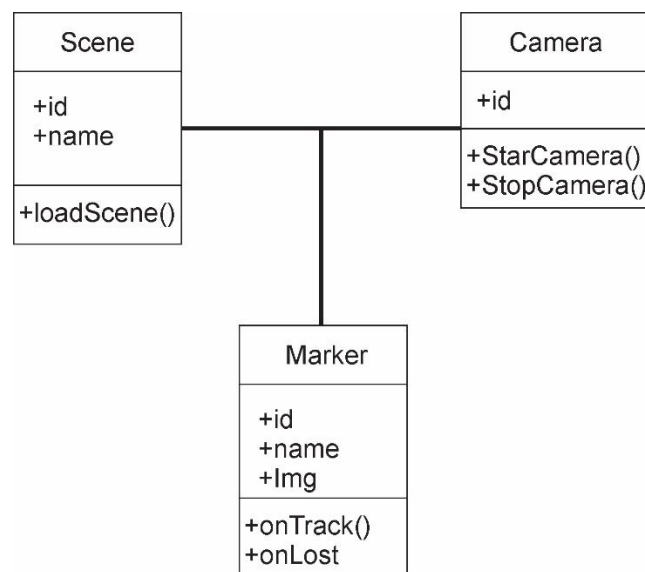 Scene
+id
+name
+loadScene()
Camera
+id
+StarCamera()
+StopCamera()
Marker
+id
+name
+Img
+onTrack()
+onLost